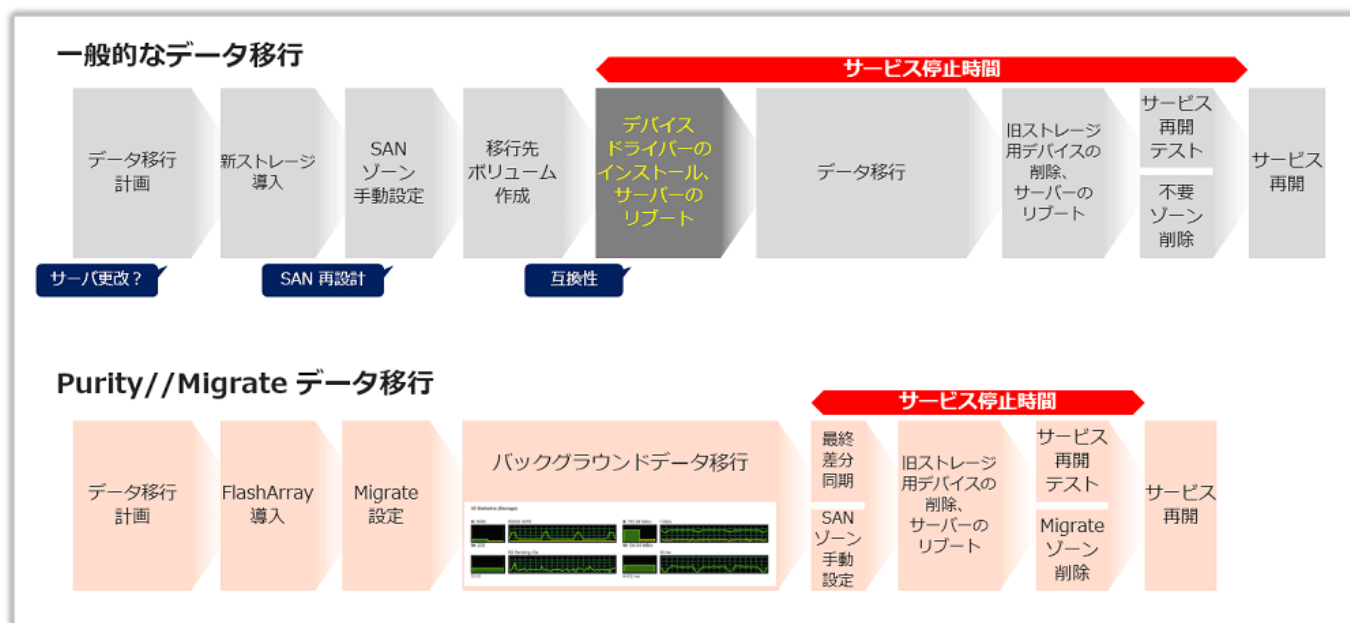 一般的なデータ移行
サービス停止時間
データ移行
計画
新ストレージ
導入
SAN
ゾーン
手動設定
移行先
ボリューム
作成
デバイス
ドライバーの
インストール、
サーバーの
リブート
データ移行
旧ストレージ
用デバイスの
削除、
サーバーの
リブート
サービス
再開
テスト
不要
ゾーン
削除
サービス
再開
サーバ更改？
SAN 再設計
互換性
Purity//Migrate データ移行
サービス停止時間
データ移行
計画
FlashArray
導入
Migrate
設定
バックグラウンドデータ移行
最終
差分
同期
SAN
ゾーン
手動
設定
旧ストレージ
用デバイスの
削除、
サーバーの
リブート
サービス
再開
テスト
Migrate
ゾーン
削除
サービス
再開